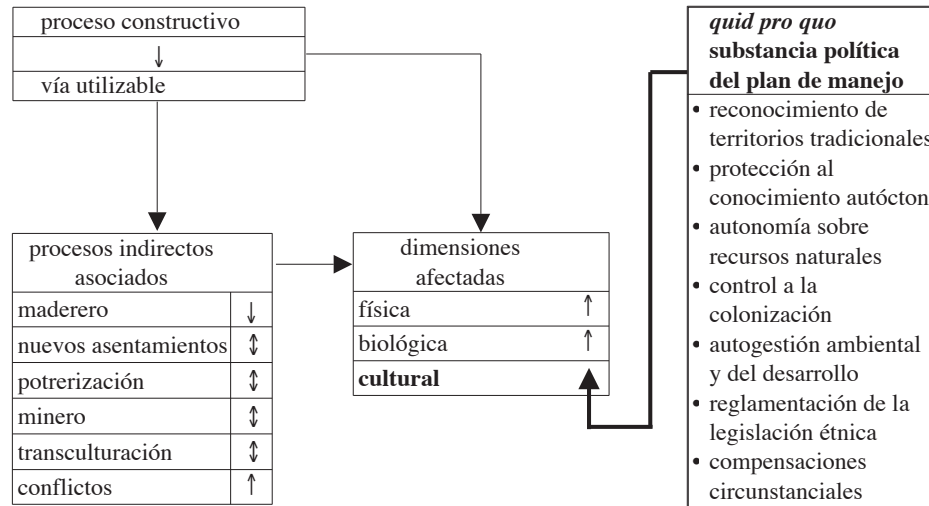 proceso constructivo
↓
vía utilizable
procesos indirectos
asociados
maderero ↓
nuevos asentamientos ↕
potrerización ↕
minero ↕
transculturación ↕
conflictos ↑
dimensiones
afectadas
física ↑
biológica ↑
cultural
quid pro quo
substancia política
del plan de manejo
• reconocimiento de
territorios tradicionales
• protección al
conocimiento autócton
• autonomía sobre
recursos naturales
• control a la
colonización
• autogestión ambiental
y del desarrollo
• reglamentación de la
legislación étnica
• compensaciones
circunstanciales